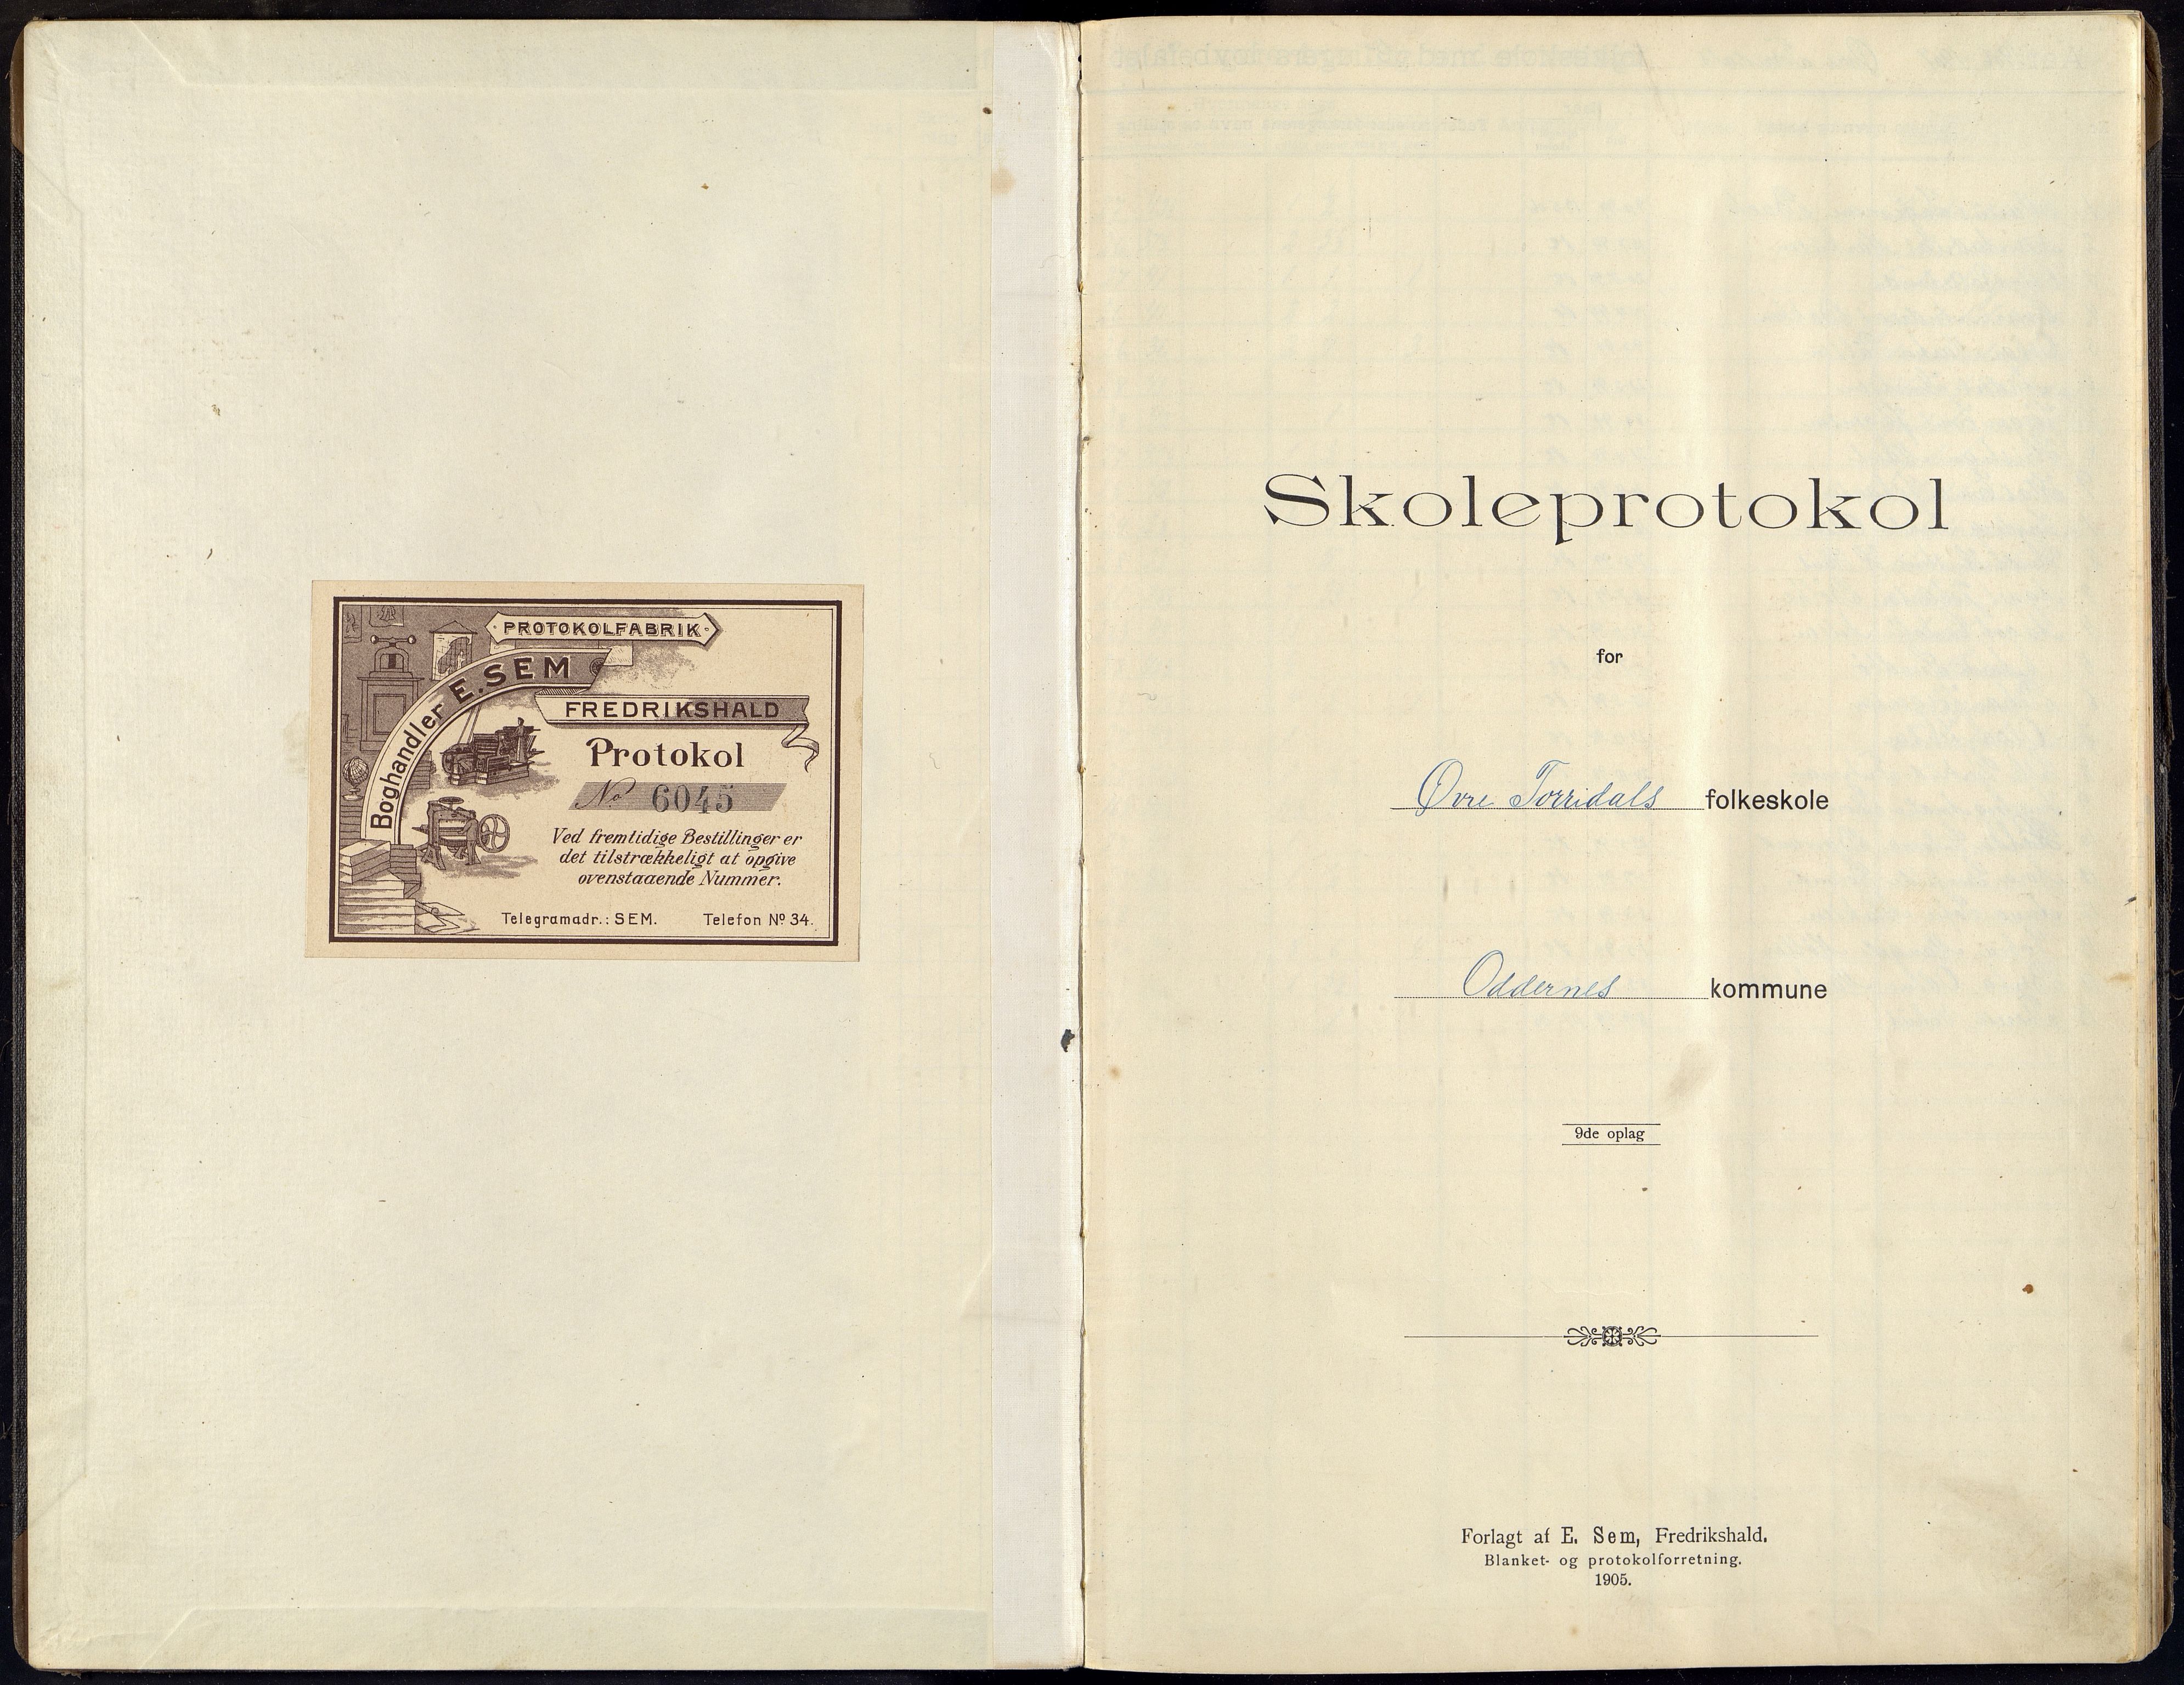 PROTOKOLFABRIK
Boghandler E. SEM
FREDRIKSHALD
Protokol
No 6045
Ved fremtidige Bestillinger er
det tilstrækkeligt at opgive
ovenstaaende Nummer.
Telegramadr.: SEM. Telefon Nº 34.
Skoleprotokol
for
Øvre Torridals folkeskole
Oddernes kommune
9de oplag
Forlagt af E. Sem, Fredrikshald.
Blanket- og protokolforretning.
1905.